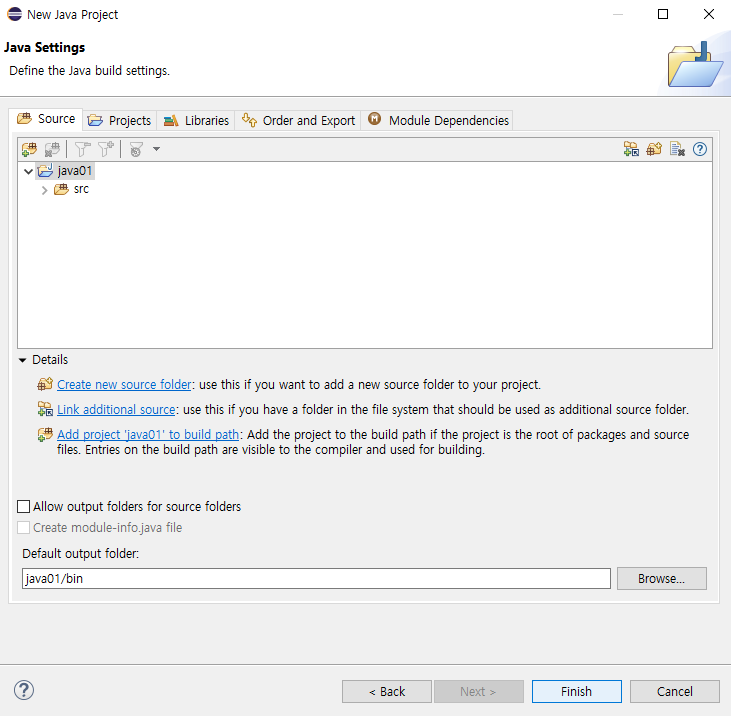 New Java Project
Java Settings
Define the Java build settings.
Source Projects Libraries Order and Export Module Dependencies
java01
src
Details
Create new source folder: use this if you want to add a new source folder to your project.
Link additional source: use this if you have a folder in the file system that should be used as additional source folder.
Add project 'java01' to build path: Add the project to the build path if the project is the root of packages and source
files. Entries on the build path are visible to the compiler and used for building.
Allow output folders for source folders
Create module-info.java file
Default output folder:
java01/bin Browse...
< Back Next > Finish Cancel